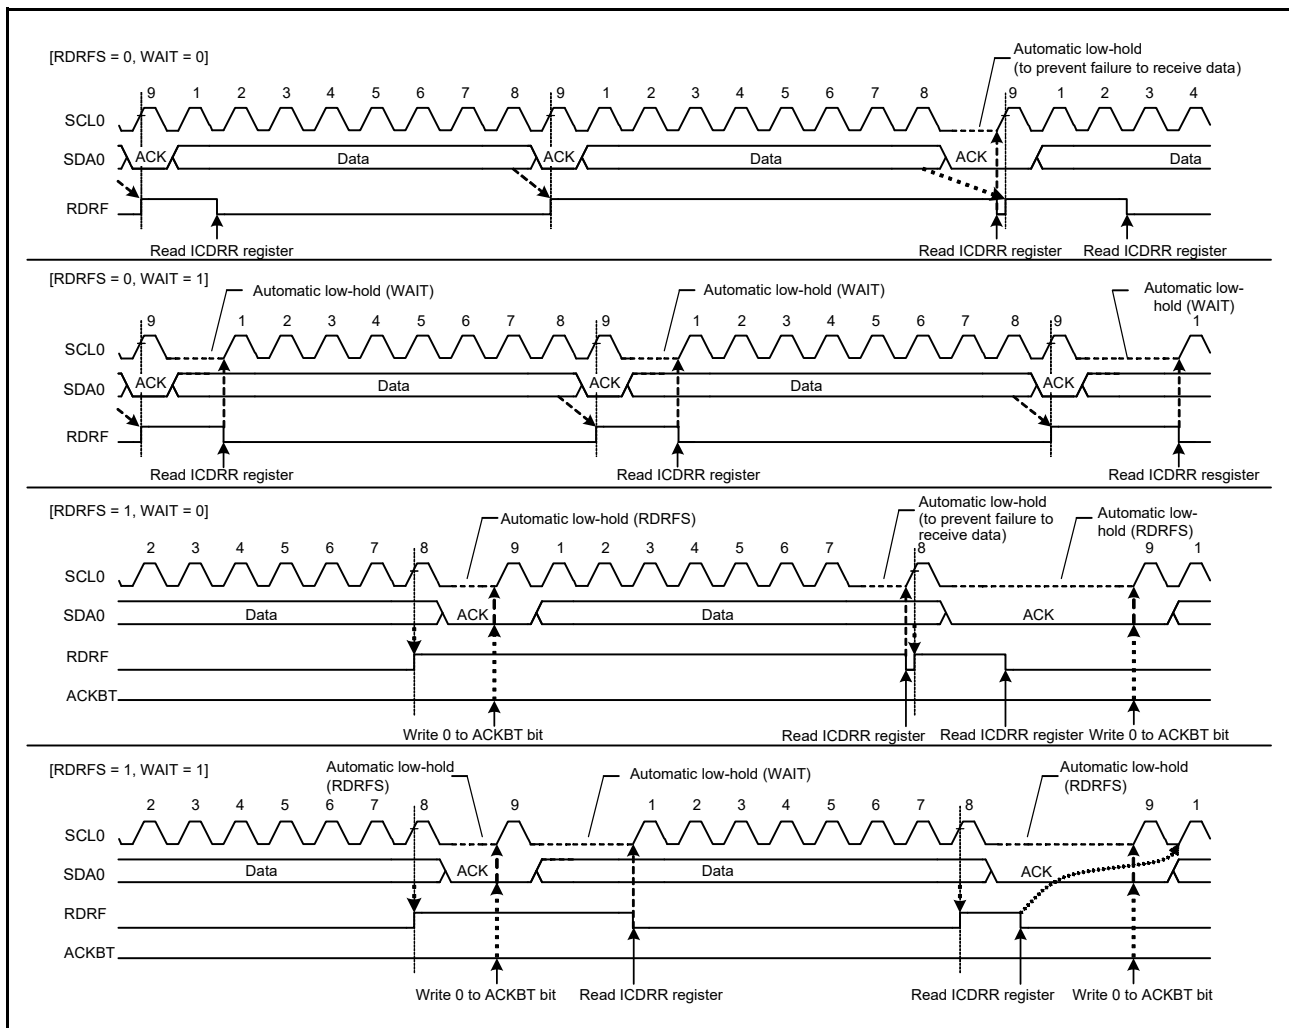 [RDRFS = 0, WAIT = 0]
Automatic low-hold
(to prevent failure to receive data)
9 1 2 3 4 5 6 7 8 9 1 2 3 4 5 6 7 8 9 1 2 3 4
SCL0
SDA0 ACK Data ACK Data ACK Data
RDRF
Read ICDRR register Read ICDRR register Read ICDRR register
[RDRFS = 0, WAIT = 1]
Automatic low-hold (WAIT) Automatic low-hold (WAIT) Automatic low-
hold (WAIT)
9 1 2 3 4 5 6 7 8 9 1 2 3 4 5 6 7 8 9 1
SCL0
SDA0 ACK Data ACK Data ACK
RDRF
Read ICDRR register Read ICDRR register Read ICDRR resgister
[RDRFS = 1, WAIT = 0]
Automatic low-hold (RDRFS) Automatic low-hold
(to prevent failure to
receive data) Automatic low-
hold (RDRFS)
2 3 4 5 6 7 8 9 1 2 3 4 5 6 7 8 9 1
SCL0
SDA0 Data ACK Data ACK
RDRF
ACKBT
Write 0 to ACKBT bit Read ICDRR register Read ICDRR register Write 0 to ACKBT bit
[RDRFS = 1, WAIT = 1]
Automatic low-hold
(RDRFS) Automatic low-hold (WAIT) Automatic low-hold
(RDRFS)
2 3 4 5 6 7 8 9 1 2 3 4 5 6 7 8 9 1
SCL0
SDA0 Data ACK Data ACK
RDRF
ACKBT
Write 0 to ACKBT bit Read ICDRR register Read ICDRR register Write 0 to ACKBT bit